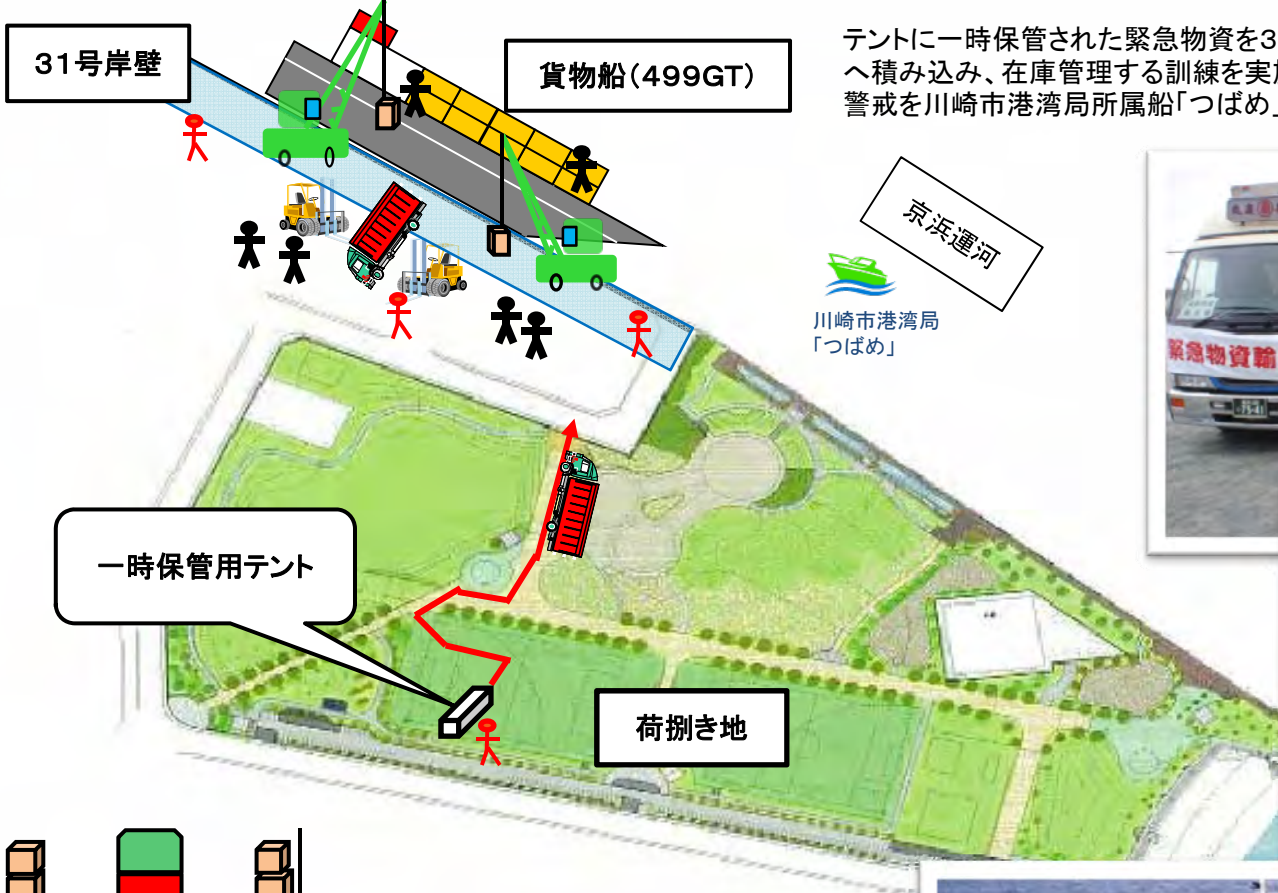 31号岸壁
貨物船(499GT)
テントに一時保管された緊急物資を3
へ積み込み、在庫管理する訓練を実施
警戒を川崎市港湾局所属船「つばめ」
京浜運河
川崎市港湾局
「つばめ」
緊急物資輸
一時保管用テント
荷捌き地